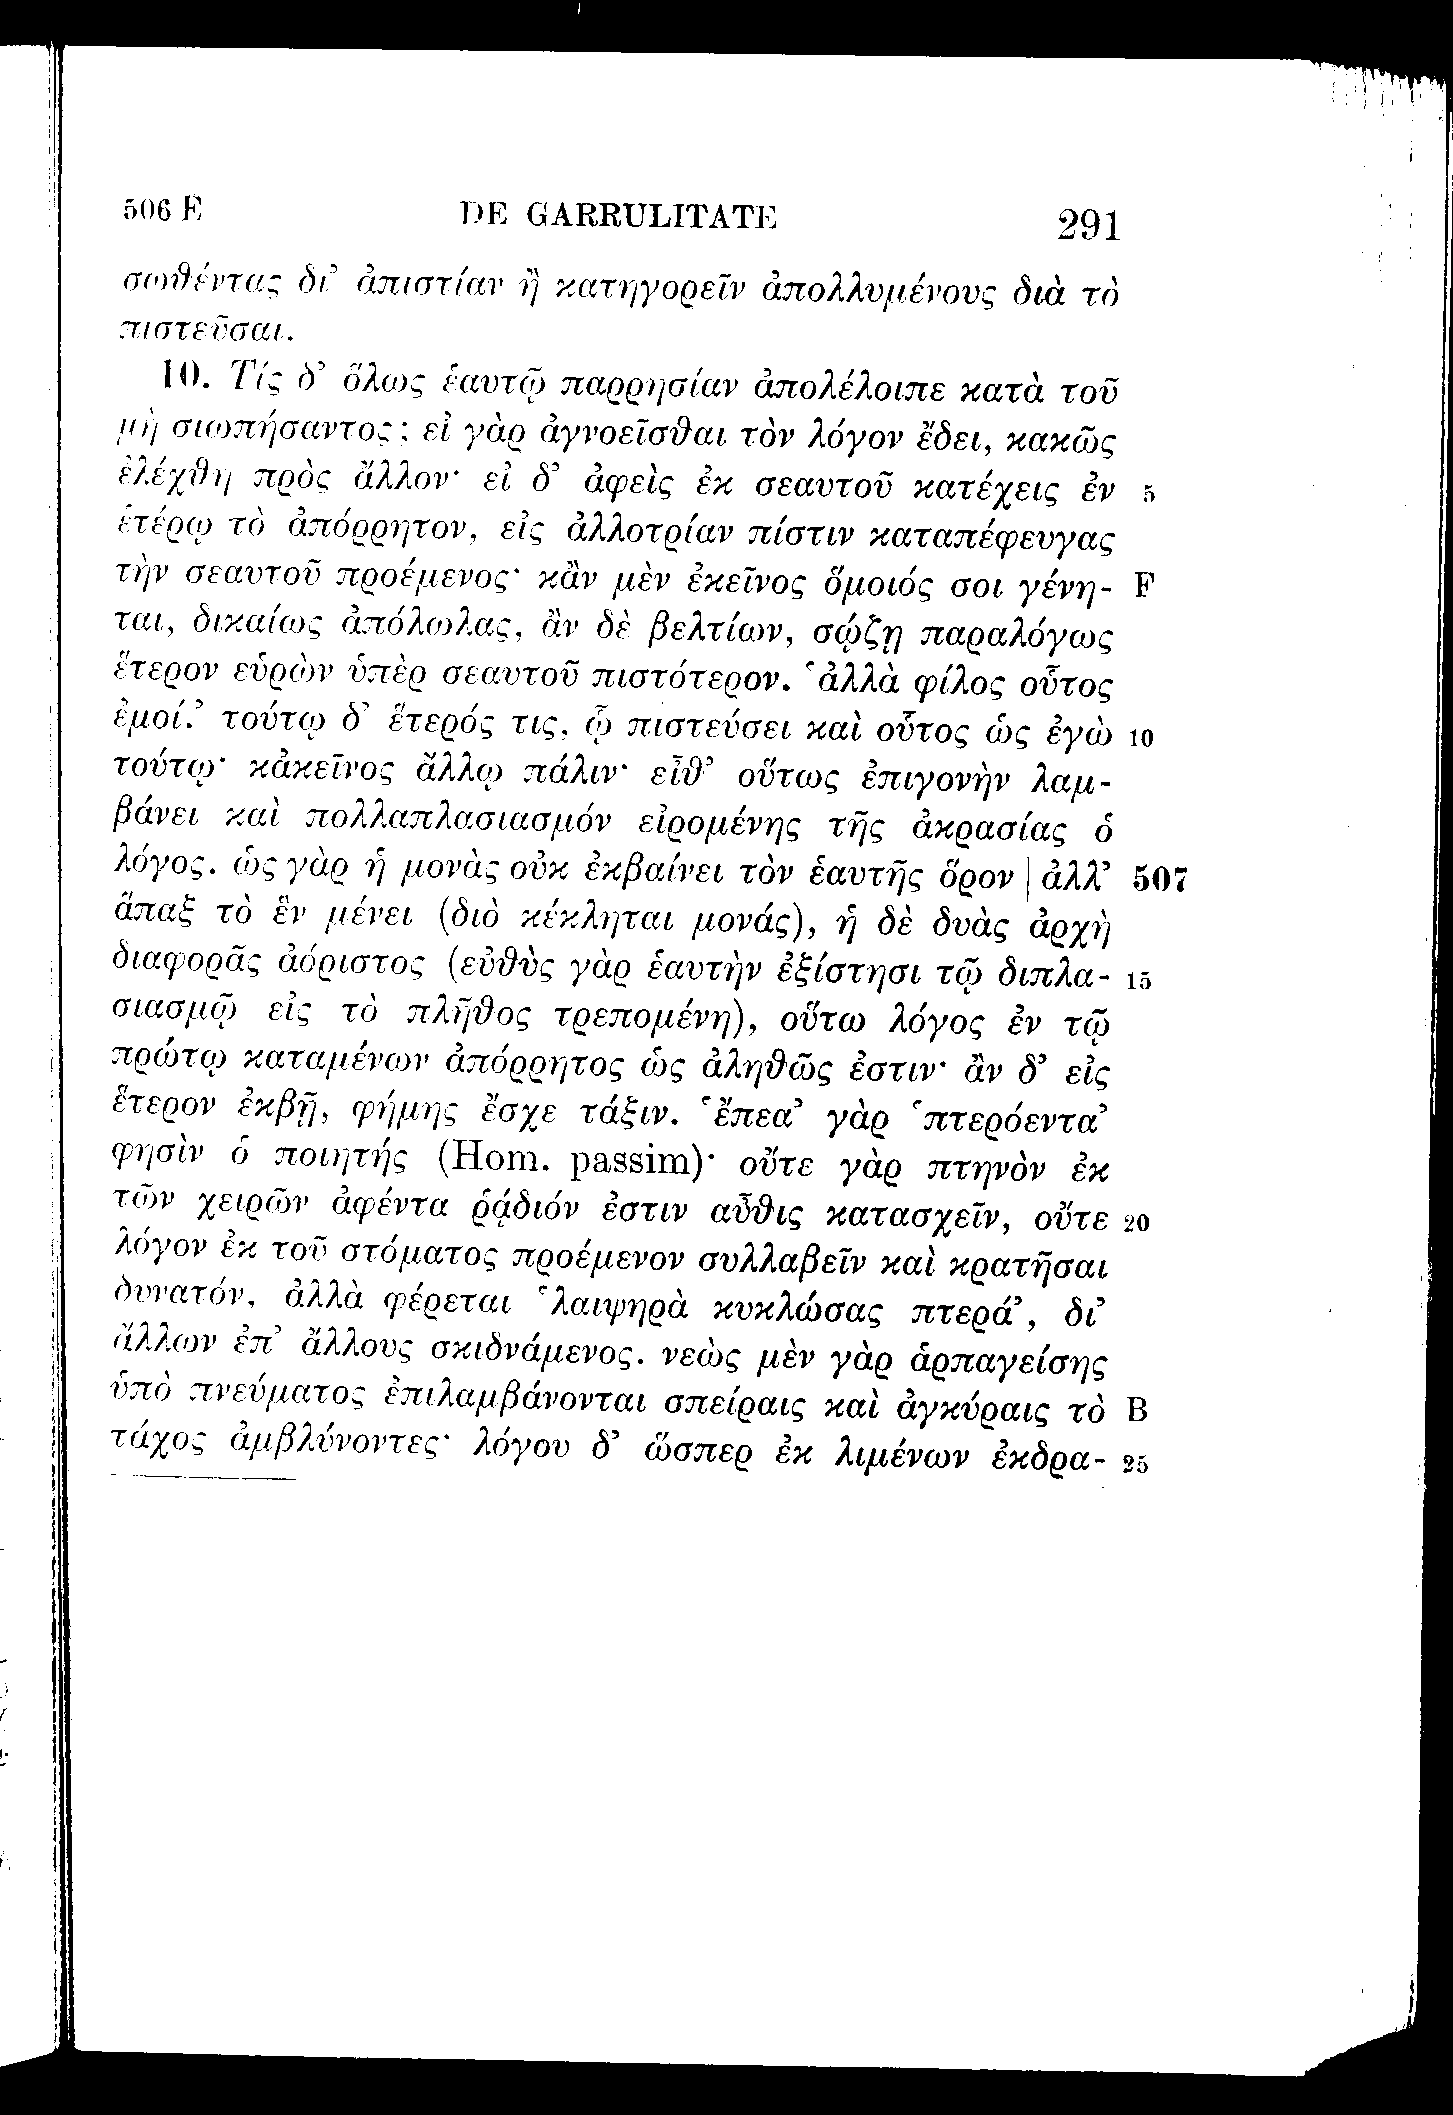 506 E DE GARRULITATE 291
σωθέντας δι’ ἀπιστίαν ἢ κατηγορεῖν ἀπολλυμένους διὰ τὸ
πιστεῦσαι.
10. Τίς δ’ ὅλως ἑαυτῷ παρρησίαν ἀπολέλοιπε κατὰ τοῦ
μὴ σιωπήσαντος; εἰ γὰρ ἀγνοεῖσθαι τὸν λόγον ἔδει, κακῶς
ἐλέχθη πρὸς ἄλλον· εἰ δ’ ἀφεὶς ἐκ σεαυτοῦ κατέχεις ἐν 5
ἑτέρῳ τὸ ἀπόρρητον, εἰς ἀλλοτρίαν πίστιν καταπέφευγας
τὴν σεαυτοῦ προέμενος· κἂν μὲν ἐκεῖνος ὅμοιός σοι γένη- F
ται, δικαίως ἀπόλωλας, ἂν δὲ βελτίων, σῴζῃ παραλόγως
ἕτερον εὑρὼν ὑπὲρ σεαυτοῦ πιστότερον. ‘ἀλλὰ φίλος οὗτος
ἐμοί.’ τούτῳ δ’ ἕτερός τις, ᾧ πιστεύσει καὶ οὗτος ὡς ἐγὼ 10
τούτῳ· κἀκεῖνος ἄλλῳ πάλιν· εἶθ’ οὕτως ἐπιγονὴν λαμ-
βάνει καὶ πολλαπλασιασμόν εἰρομένης τῆς ἀκρασίας ὁ
λόγος. ὡς γὰρ ἡ μονὰς οὐκ ἐκβαίνει τὸν ἑαυτῆς ὅρον | ἀλλ’ 507
ἅπαξ τὸ ἓν μένει (διὸ κέκληται μονάς), ἡ δὲ δυὰς ἀρχὴ
διαφορᾶς ἀόριστος (εὐθὺς γὰρ ἑαυτὴν ἐξίστησι τῷ διπλα- 15
σιασμῷ εἰς τὸ πλῆθος τρεπομένη), οὕτω λόγος ἐν τῷ
πρώτῳ καταμένων ἀπόρρητος ὡς ἀληθῶς ἐστιν· ἂν δ’ εἰς
ἕτερον ἐκβῇ, φήμης ἔσχε τάξιν. ‘ἔπεα’ γὰρ ‘πτερόεντα’
φησὶν ὁ ποιητής (Hom. passim)· οὔτε γὰρ πτηνὸν ἐκ
τῶν χειρῶν ἀφέντα ῥᾴδιόν ἐστιν αὖθις κατασχεῖν, οὔτε 20
λόγον ἐκ τοῦ στόματος προέμενον συλλαβεῖν καὶ κρατῆσαι
δυνατόν, ἀλλὰ φέρεται ‘λαιψηρὰ κυκλώσας πτερά’, δι’
ἄλλων ἐπ’ ἄλλους σκιδνάμενος. νεὼς μὲν γὰρ ἁρπαγείσης
ὑπὸ πνεύματος ἐπιλαμβάνονται σπείραις καὶ ἀγκύραις τὸ B
τάχος ἀμβλύνοντες· λόγου δ’ ὥσπερ ἐκ λιμένων ἐκδρα- 25